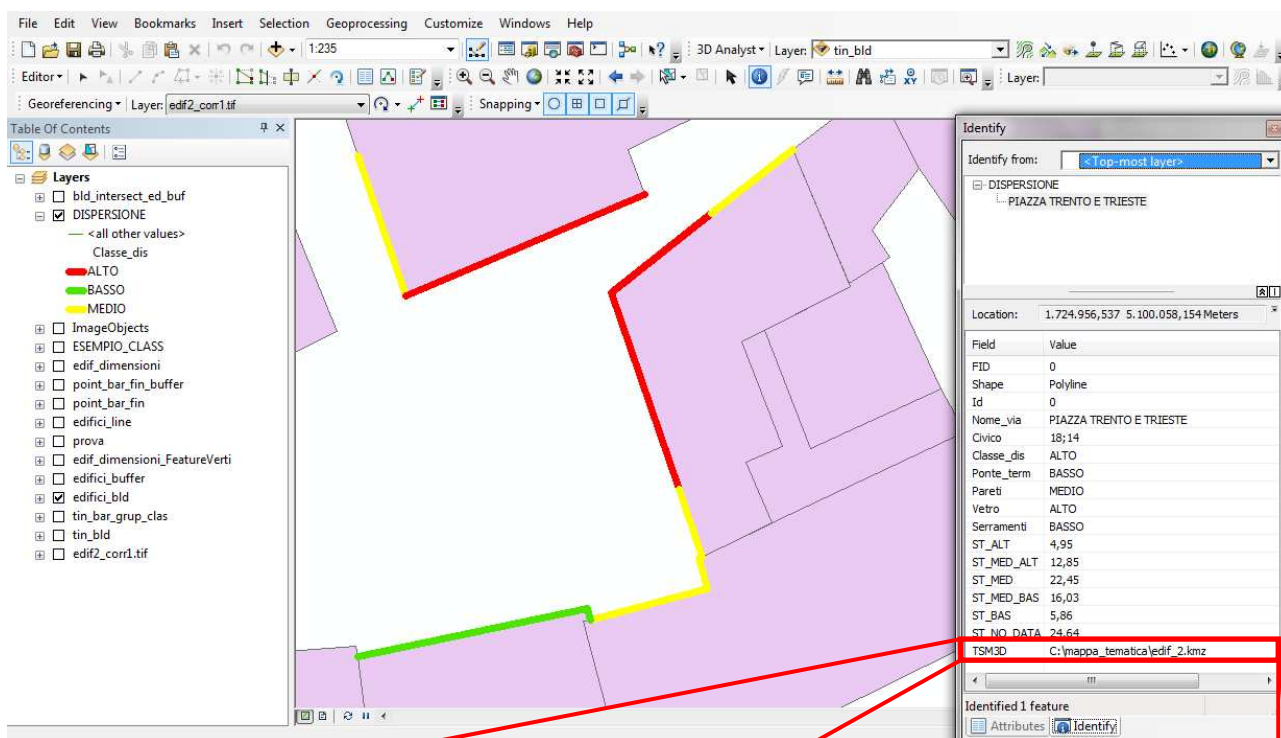 File Edit View Bookmarks Insert Selection Geoprocessing Customize Windows Help
1:235 3D Analyst Layer: tin_bld
Editor Layer:
Georeferencing Layer: edif2_corr1.tif Snapping
Table Of Contents
Layers
bld_intersect_ed_buf
DISPERSIONE
<all other values>
Classe_dis
ALTO
BASSO
MEDIO
ImageObjects
ESEMPIO_CLASS
edif_dimensioni
point_bar_fin_buffer
point_bar_fin
edifici_line
prova
edif_dimensioni_FeatureVerti
edifici_buffer
edifici_bld
tin_bar_grup_clas
tin_bld
edif2_corr1.tif
Identify
Identify from: <Top-most layer>
DISPERSIONE
PIAZZA TRENTO E TRIESTE
Location: 1.724.956,537 5.100.058,154 Meters
Field Value
FID 0
Shape Polyline
Id 0
Nome_via PIAZZA TRENTO E TRIESTE
Civico 18;14
Classe_dis ALTO
Ponte_term BASSO
Pareti MEDIO
Vetro ALTO
Serramenti BASSO
ST_ALT 4,95
ST_MED_ALT 12,85
ST_MED 22,45
ST_MED_BAS 16,03
ST_BAS 5,86
ST_NO_DATA 24,64
TSM3D C:\mappa_tematica\edif_2.kmz
Identified 1 feature
Attributes Identify